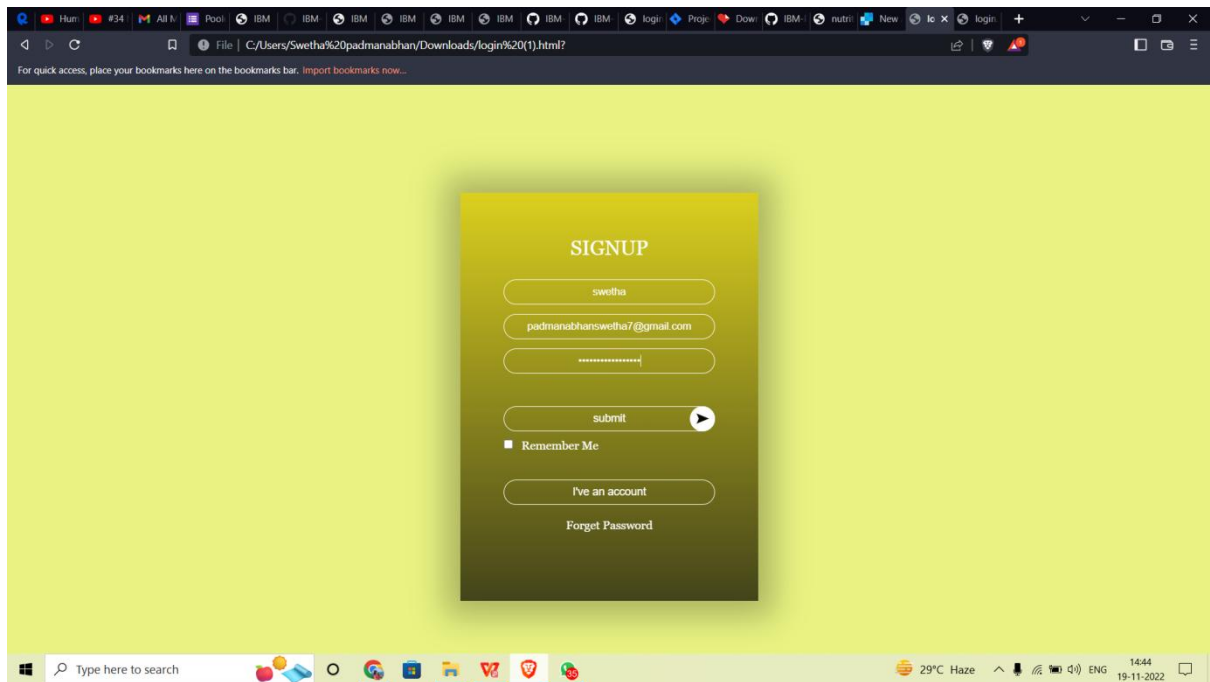 Hum #34 All M Pooli IBM IBM IBM IBM IBM IBM IBM- IBM- login Proje Down IBM-I nutrit New lo login
File | C:/Users/Swetha%20padmanabhan/Downloads/login%20(1).html?
For quick access, place your bookmarks here on the bookmarks bar. Import bookmarks now...
SIGNUP
swetha
padmanabhanswetha7@gmail.com
submit
Remember Me
I've an account
Forget Password
Type here to search
29°C Haze
ENG
14:44
19-11-2022